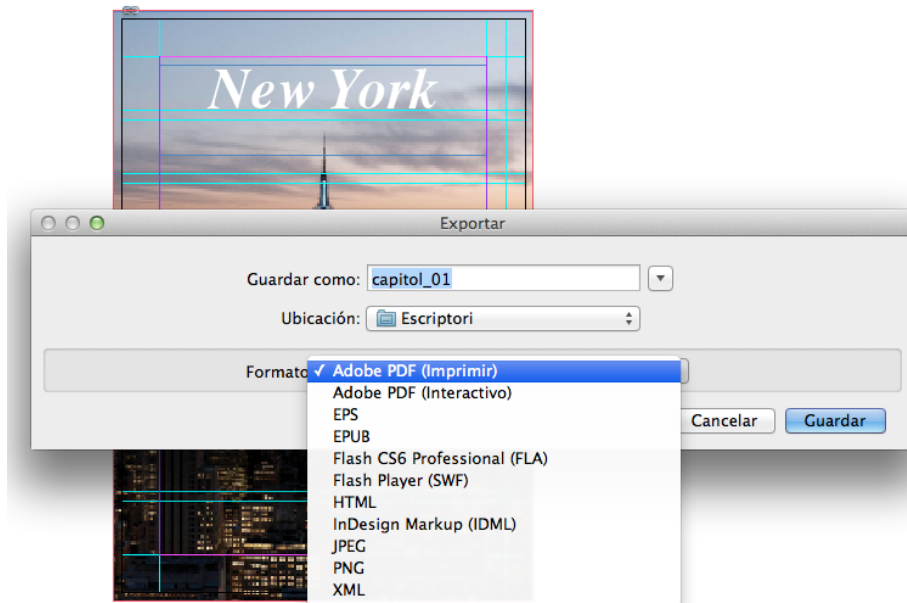 New York
Exportar
Guardar como: capitol_01
Ubicación: Escriptori
Formato ✓ Adobe PDF (Imprimir)
Adobe PDF (Interactivo)
EPS
EPUB
Flash CS6 Professional (FLA)
Flash Player (SWF)
HTML
InDesign Markup (IDML)
JPEG
PNG
XML
Cancelar Guardar